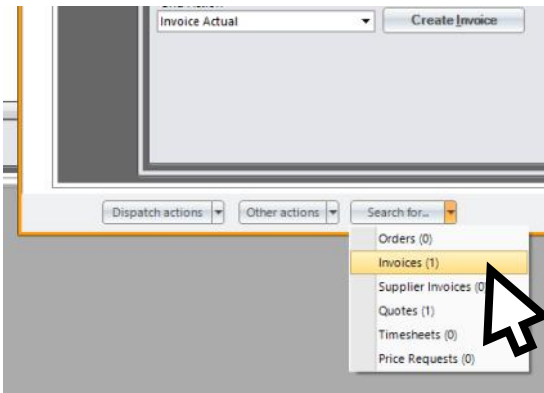 Invoice Actual
Create Invoice
Dispatch actions
Other actions
Search for...
Orders (0)
Invoices (1)
Supplier Invoices (0)
Quotes (1)
Timesheets (0)
Price Requests (0)